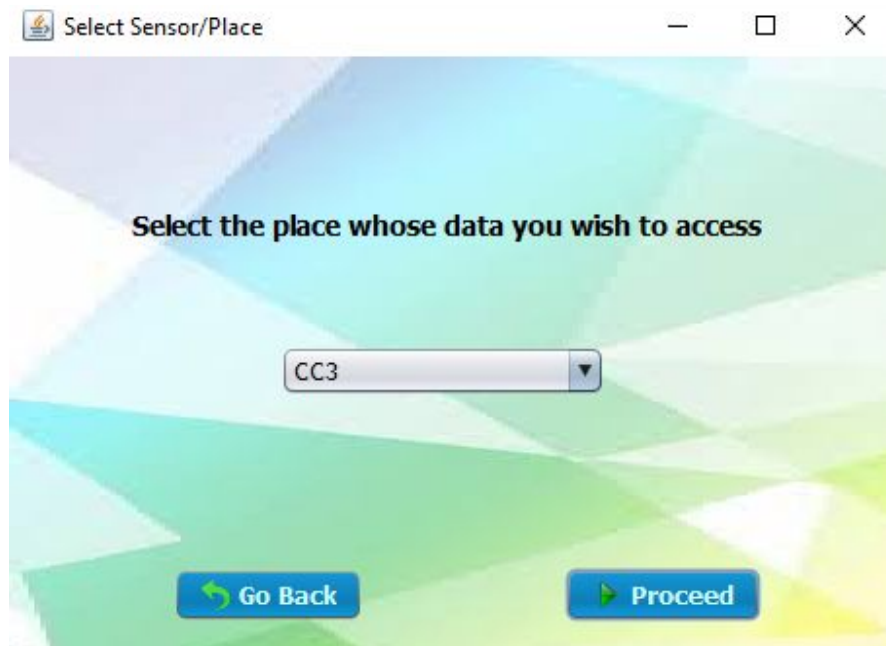 Select Sensor/Place
Select the place whose data you wish to access
CC3
Go Back
Proceed